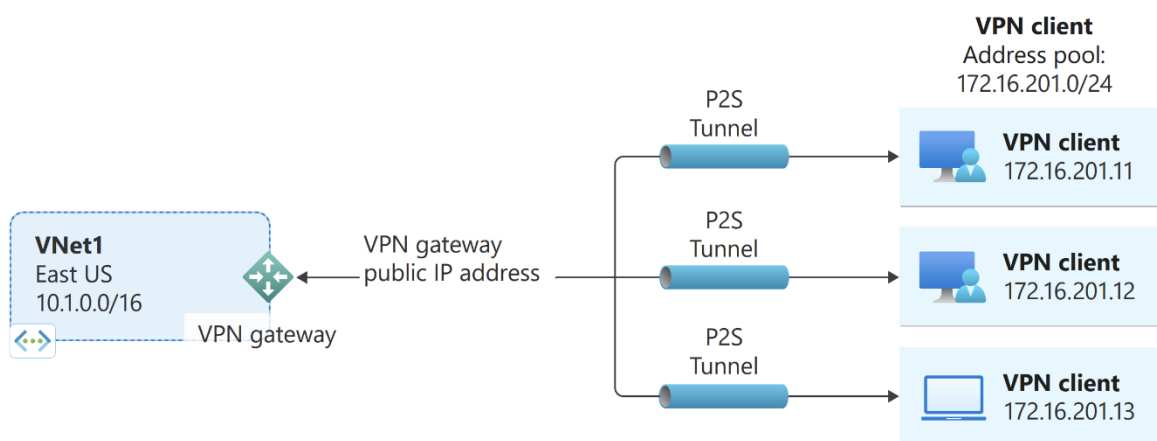 VPN client
Address pool:
172.16.201.0/24
P2S
Tunnel
VPN client
172.16.201.11
VNet1
East US
10.1.0.0/16
VPN gateway
VPN gateway
public IP address
P2S
Tunnel
VPN client
172.16.201.12
P2S
Tunnel
VPN client
172.16.201.13